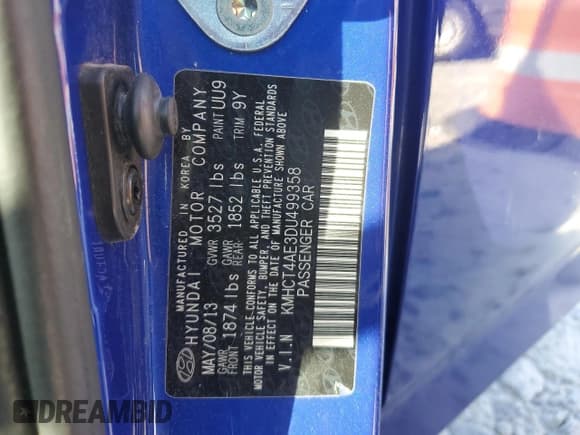 MANUFACTURED IN KOREA BY
HYUNDAI MOTOR COMPANY
MAY/08/13 GVWR 3527 lbs PAINT UU9
GAWR FRONT 1874 lbs GAWR REAR 1852 lbs TRIM 9Y
THIS VEHICLE CONFORMS TO ALL APPLICABLE U.S.A. FEDERAL
MOTOR VEHICLE SAFETY, BUMPER, AND THEFT PREVENTION STANDARDS
IN EFFECT ON THE DATE OF MANUFACTURE SHOWN ABOVE
V.I.N KMHCT4AE3DU499358
PASSENGER CAR
DREAMBID